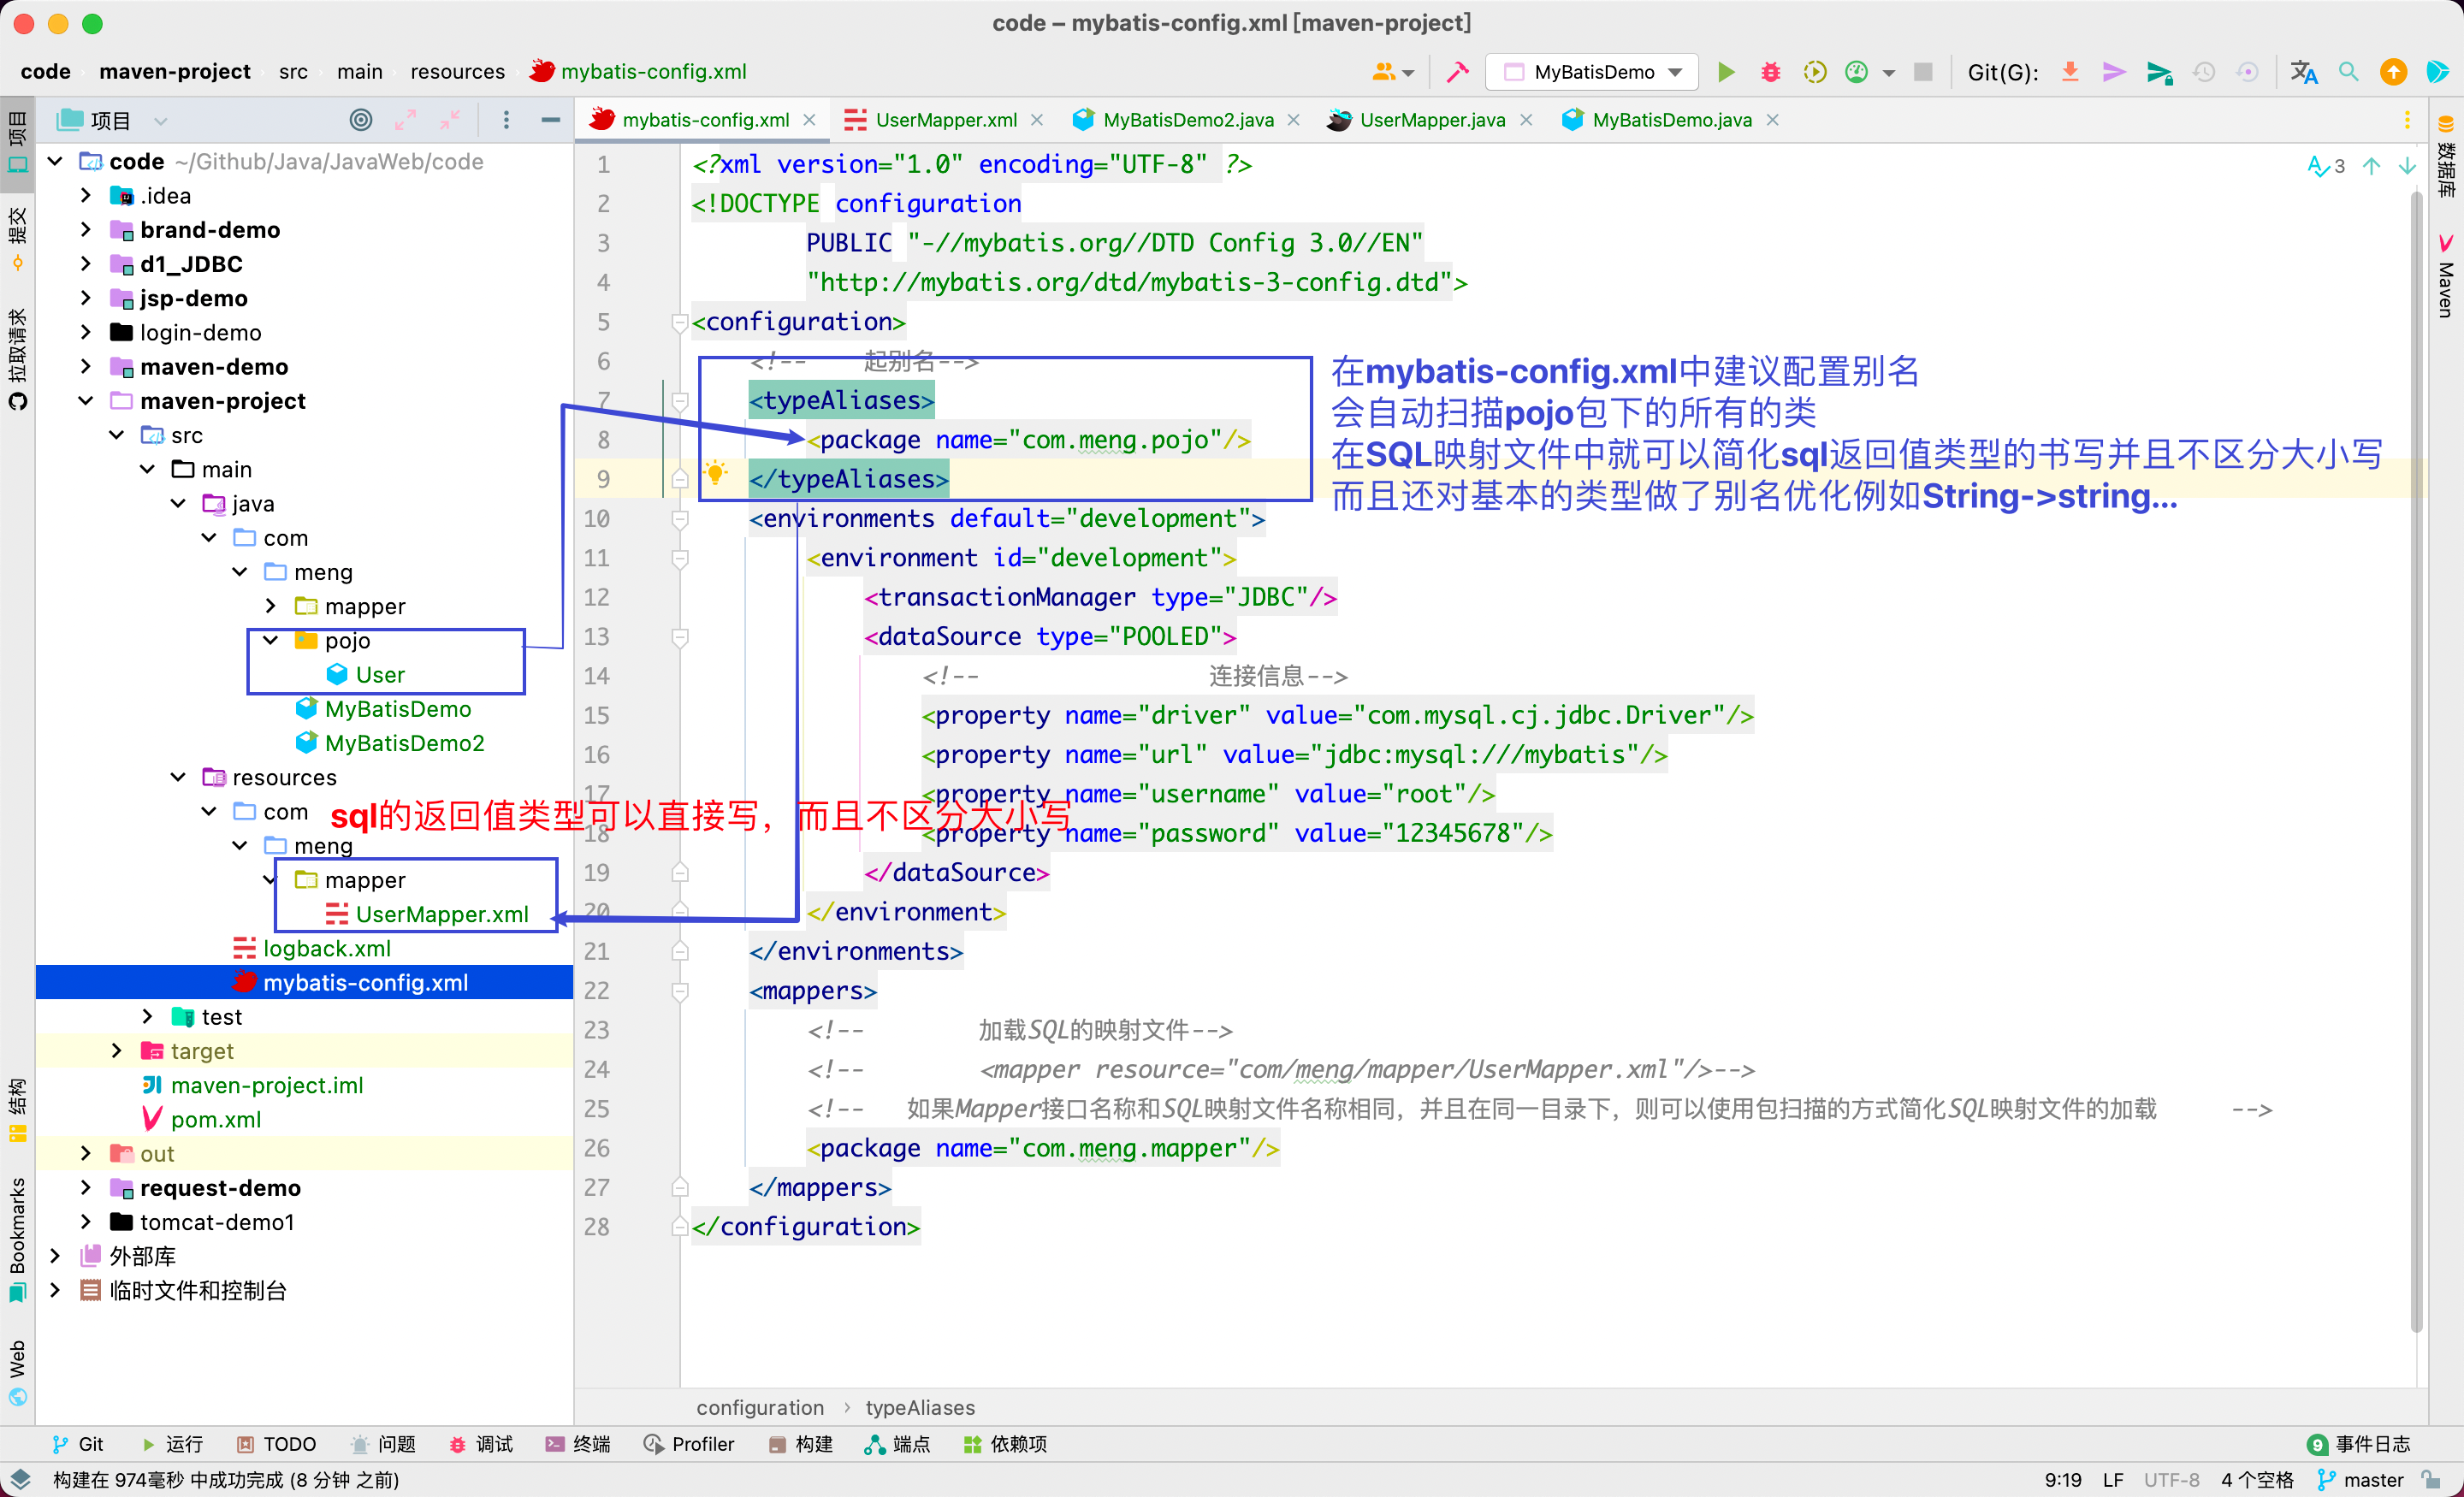 code – mybatis-config.xml [maven-project]
code maven-project src main resources mybatis-config.xml
MyBatisDemo Git(G):
项目
mybatis-config.xml UserMapper.xml MyBatisDemo2.java UserMapper.java MyBatisDemo.java
项目
提交
拉取请求
结构
Bookmarks
Web
code ~/Github/Java/JavaWeb/code
.idea
brand-demo
d1_JDBC
jsp-demo
login-demo
maven-demo
maven-project
src
main
java
com
meng
mapper
pojo
User
MyBatisDemo
MyBatisDemo2
resources
com
meng
mapper
UserMapper.xml
logback.xml
mybatis-config.xml
test
target
maven-project.iml
pom.xml
out
request-demo
tomcat-demo1
外部库
临时文件和控制台
sql的返回值类型可以直接写，而且不区分大小写
1 <?xml version="1.0" encoding="UTF-8" ?>
2 <!DOCTYPE configuration
3 PUBLIC "-//mybatis.org//DTD Config 3.0//EN"
4 "http://mybatis.org/dtd/mybatis-3-config.dtd">
5 <configuration>
6 <!-- 起别名-->
7 <typeAliases>
8 <package name="com.meng.pojo"/>
9 </typeAliases>
10 <environments default="development">
11 <environment id="development">
12 <transactionManager type="JDBC"/>
13 <dataSource type="POOLED">
14 <!-- 连接信息-->
15 <property name="driver" value="com.mysql.cj.jdbc.Driver"/>
16 <property name="url" value="jdbc:mysql:///mybatis"/>
17 <property name="username" value="root"/>
18 <property name="password" value="12345678"/>
19 </dataSource>
20 </environment>
21 </environments>
22 <mappers>
23 <!-- 加载SQL的映射文件-->
24 <!-- <mapper resource="com/meng/mapper/UserMapper.xml"/>-->
25 <!-- 如果Mapper接口名称和SQL映射文件名称相同，并且在同一目录下，则可以使用包扫描的方式简化SQL映射文件的加载 -->
26 <package name="com.meng.mapper"/>
27 </mappers>
28 </configuration>
在mybatis-config.xml中建议配置别名
会自动扫描pojo包下的所有的类
在SQL映射文件中就可以简化sql返回值类型的书写并且不区分大小写
而且还对基本的类型做了别名优化例如String->string...
3
数据库
Maven
configuration › typeAliases
Git 运行 TODO 问题 调试 终端 Profiler 构建 端点 依赖项 9 事件日志
构建在 974毫秒 中成功完成 (8 分钟 之前) 9:19 LF UTF-8 4 个空格 master